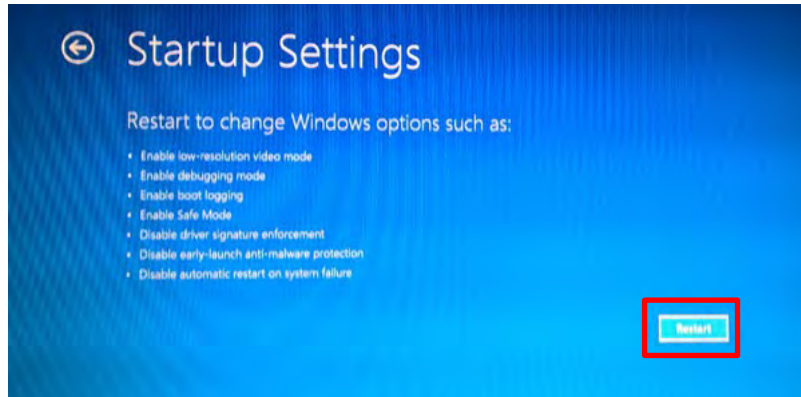 Startup Settings
Restart to change Windows options such as:
• Enable low-resolution video mode
• Enable debugging mode
• Enable boot logging
• Enable Safe Mode
• Disable driver signature enforcement
• Disable early-launch anti-malware protection
• Disable automatic restart on system failure
Restart